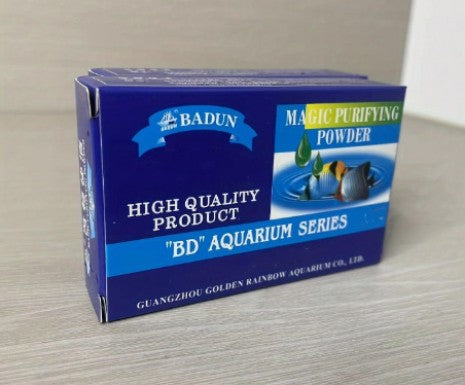 BADUN
HIGH QUALITY
PRODUCT
MAGIC PURIFYING
POWDER
"BD" AQUARIUM SERIES
GUANGZHOU GOLDEN RAINBOW AQUARIUM CO., LTD.